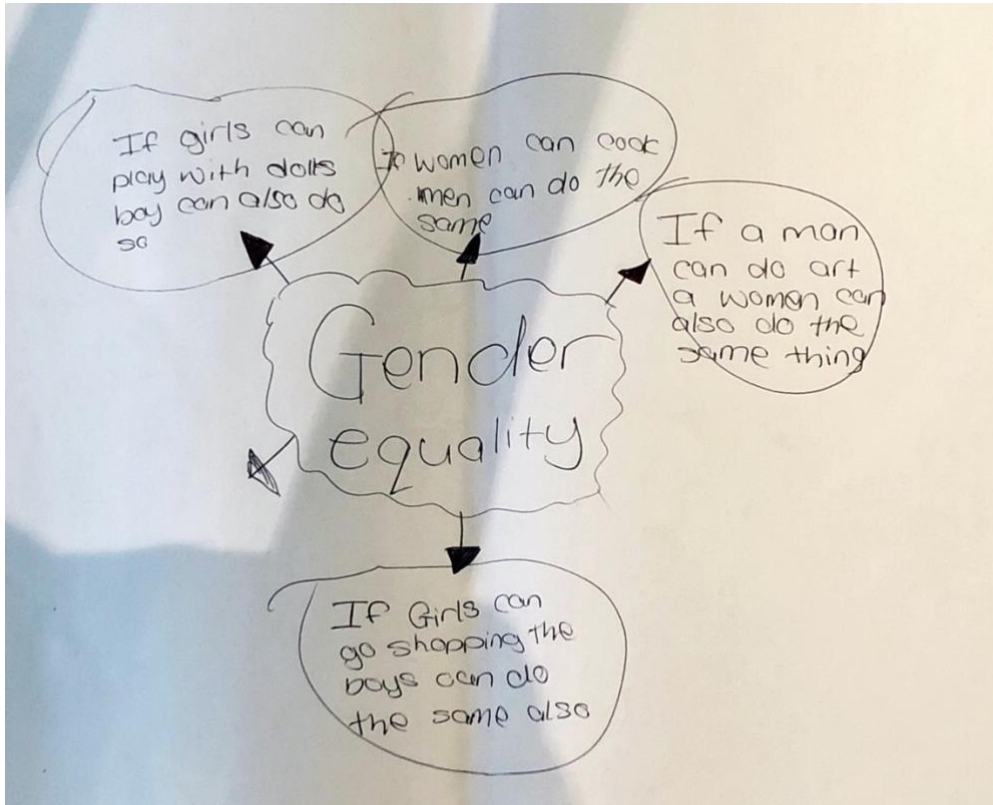 If girls can
play with dolls
boy can also do
so
If women can cook
men can do the
same
If a man
can do art
a women can
also do the
same thing
Gender
equality
If Girls can
go shopping the
boys can do
the same also